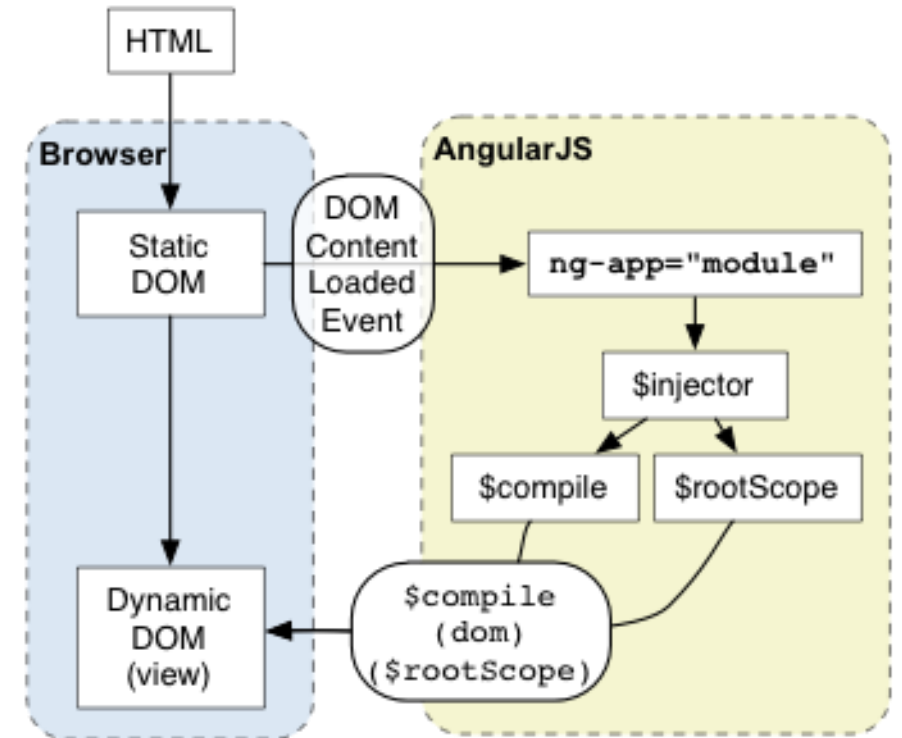 HTML
Browser
AngularJS
Static
DOM
DOM
Content
Loaded
Event
ng-app="module"
$injector
$compile
$rootScope
Dynamic
DOM
(view)
$compile
(dom)
($rootScope)